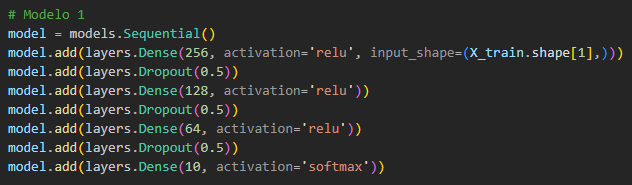 # Modelo 1
model = models.Sequential()
model.add(layers.Dense(256, activation='relu', input_shape=(X_train.shape[1],)))
model.add(layers.Dropout(0.5))
model.add(layers.Dense(128, activation='relu'))
model.add(layers.Dropout(0.5))
model.add(layers.Dense(64, activation='relu'))
model.add(layers.Dropout(0.5))
model.add(layers.Dense(10, activation='softmax'))